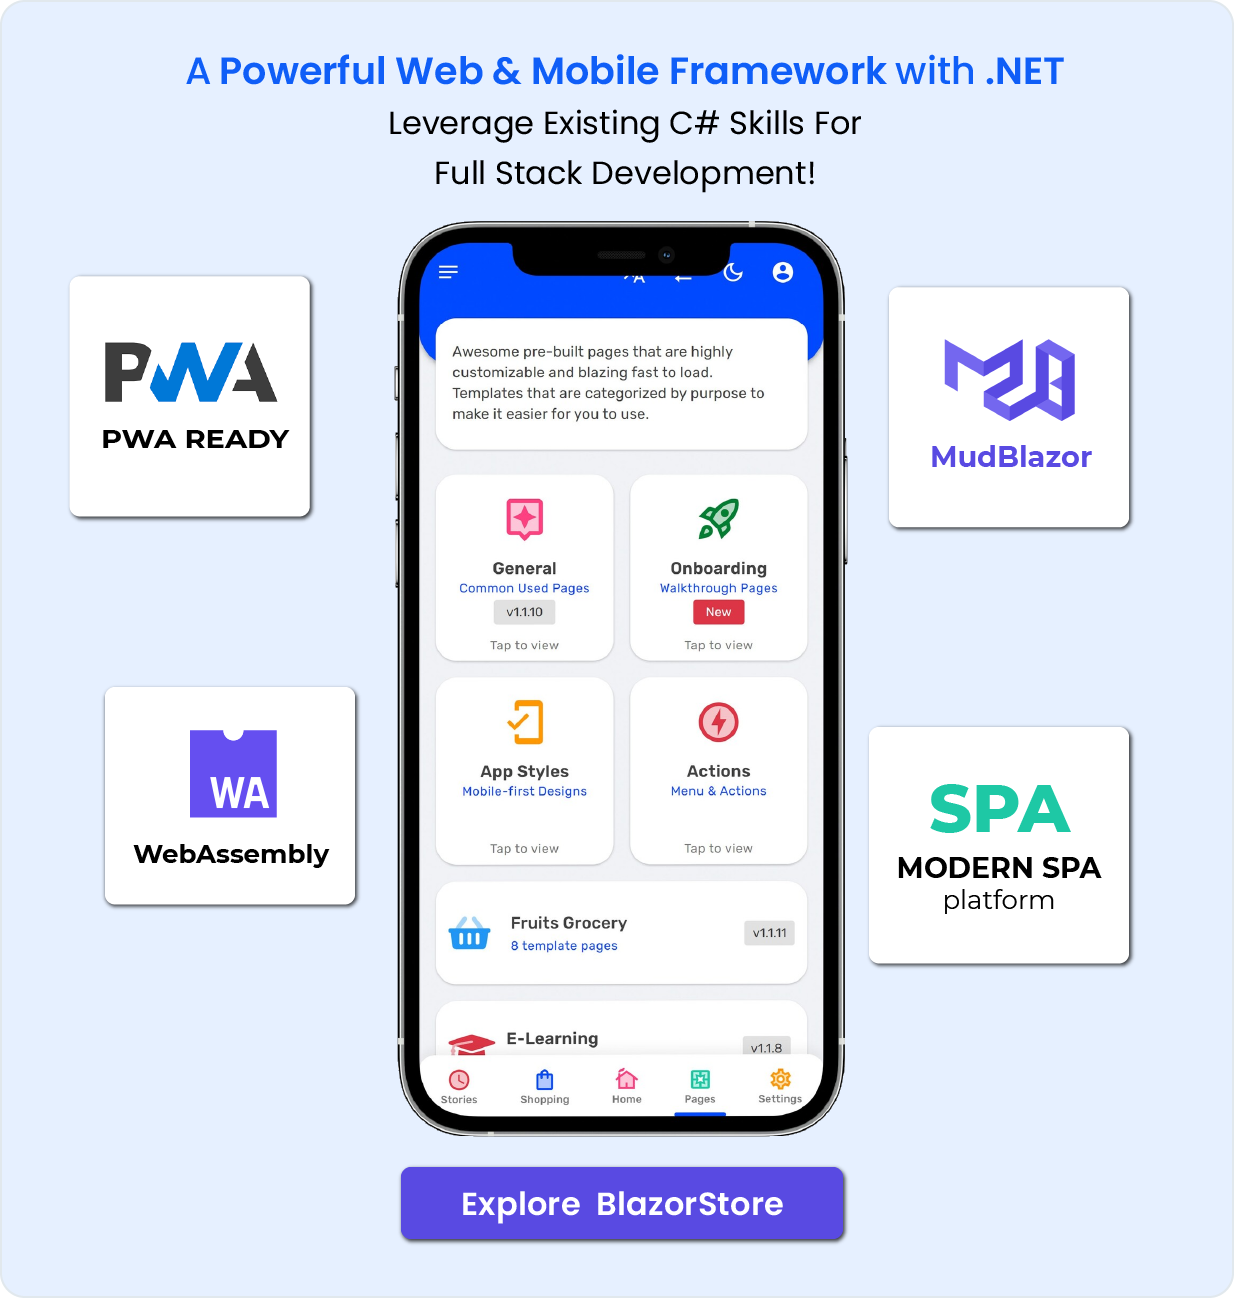 A Powerful Web & Mobile Framework with .NET
Leverage Existing C# Skills For
Full Stack Development!
PWA
PWA READY
MudBlazor
WA
WebAssembly
SPA
MODERN SPA
platform
Awesome pre-built pages that are highly
customizable and blazing fast to load.
Templates that are categorized by purpose to
make it easier for you to use.
General
Common Used Pages
v1.1.10
Tap to view
Onboarding
Walkthrough Pages
New
Tap to view
App Styles
Mobile-first Designs
Tap to view
Actions
Menu & Actions
Tap to view
Fruits Grocery
8 template pages
v1.1.11
E-Learning
v1.1.8
Stories
Shopping
Home
Pages
Settings
Explore BlazorStore